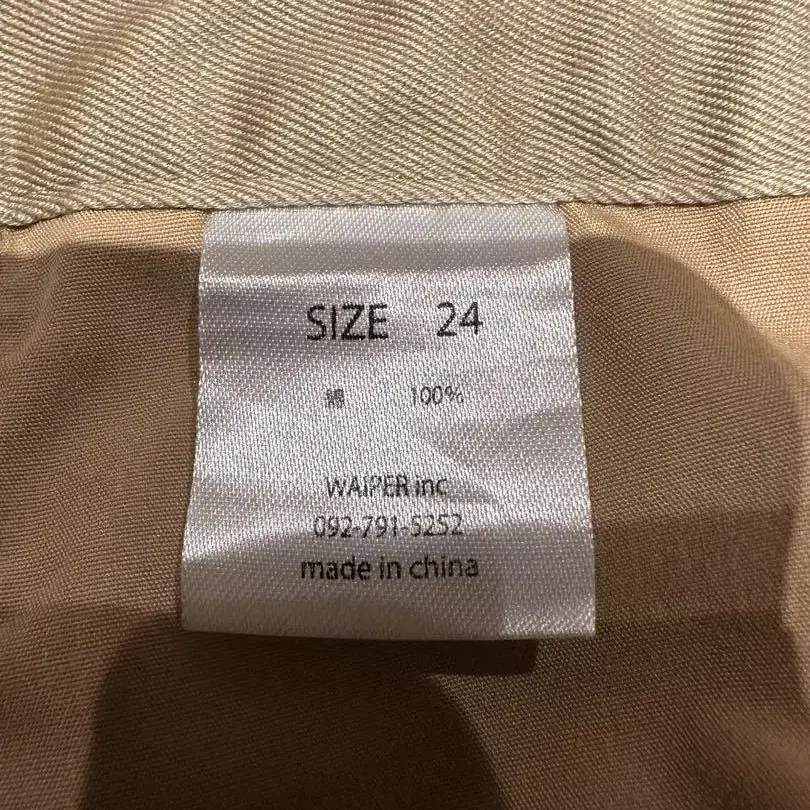 SIZE 24
綿 100%
WAIPER inc
092-791-5252
made in china